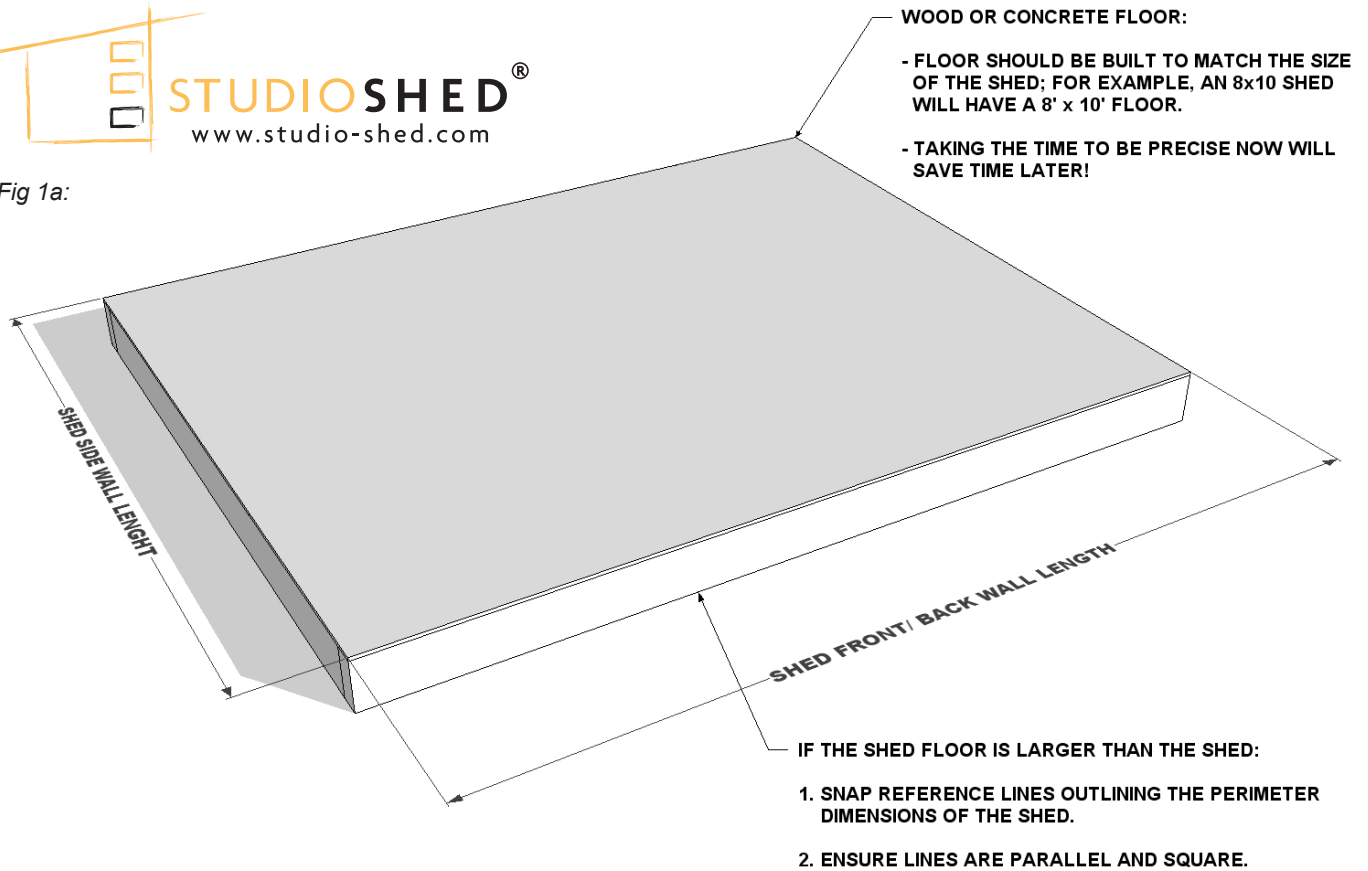 STUDIOSHED®
www.studio-shed.com
Fig 1a:
WOOD OR CONCRETE FLOOR:
- FLOOR SHOULD BE BUILT TO MATCH THE SIZE
OF THE SHED; FOR EXAMPLE, AN 8x10 SHED
WILL HAVE A 8' x 10' FLOOR.
- TAKING THE TIME TO BE PRECISE NOW WILL
SAVE TIME LATER!
SHED SIDE WALL LENGHT
SHED FRONT/ BACK WALL LENGTH
IF THE SHED FLOOR IS LARGER THAN THE SHED:
1. SNAP REFERENCE LINES OUTLINING THE PERIMETER
DIMENSIONS OF THE SHED.
2. ENSURE LINES ARE PARALLEL AND SQUARE.